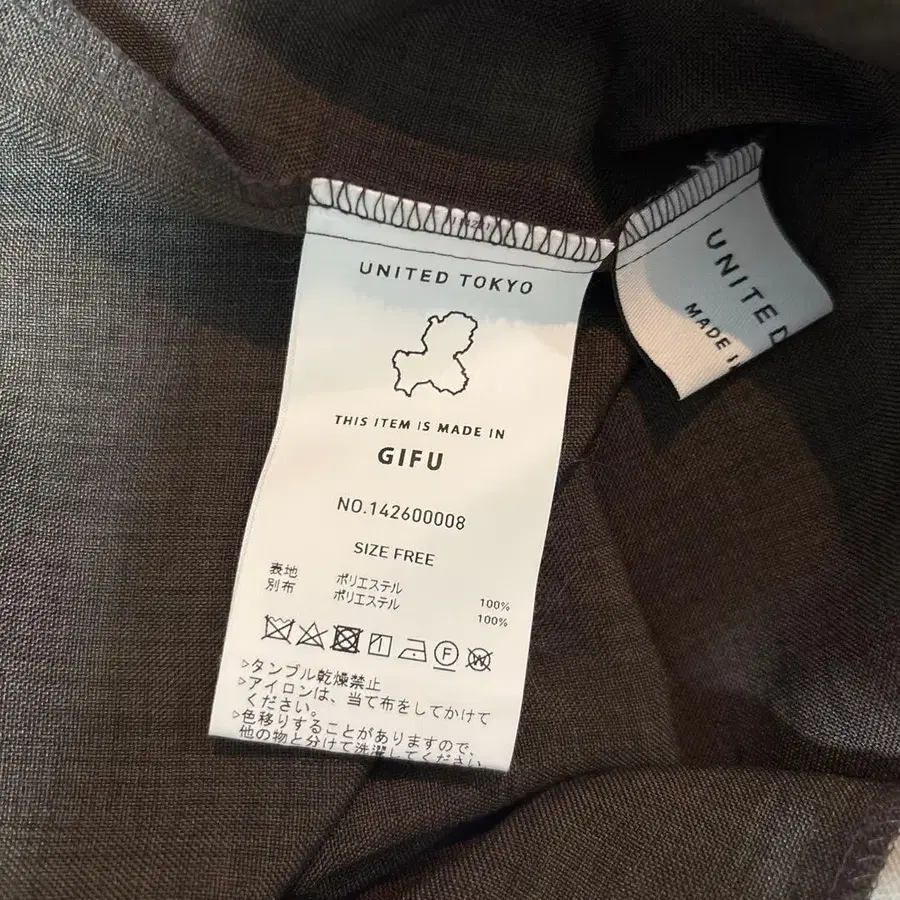 UNITED TOKYO
THIS ITEM IS MADE IN
GIFU
NO.142600008
SIZE FREE
表地 ポリエステル 100%
別布 ポリエステル 100%
F
W
▷タンブル乾燥禁止
▷アイロンは、当て布をしてかけて
ください。
▷色移りすることがありますので、
他の物と分けて洗濯してください
UNITED
MADE I